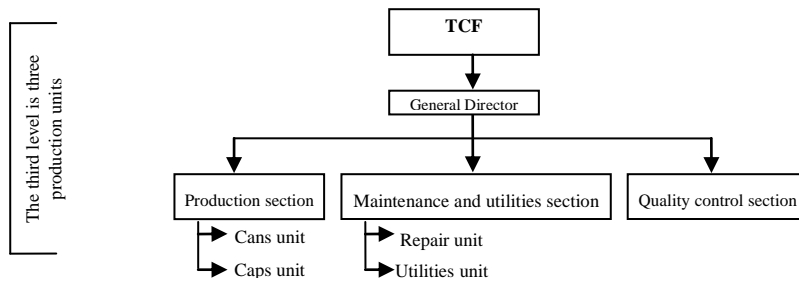 The third level is three
production units
TCF
General Director
Production section
Maintenance and utilities section
Quality control section
Cans unit
Caps unit
Repair unit
Utilities unit